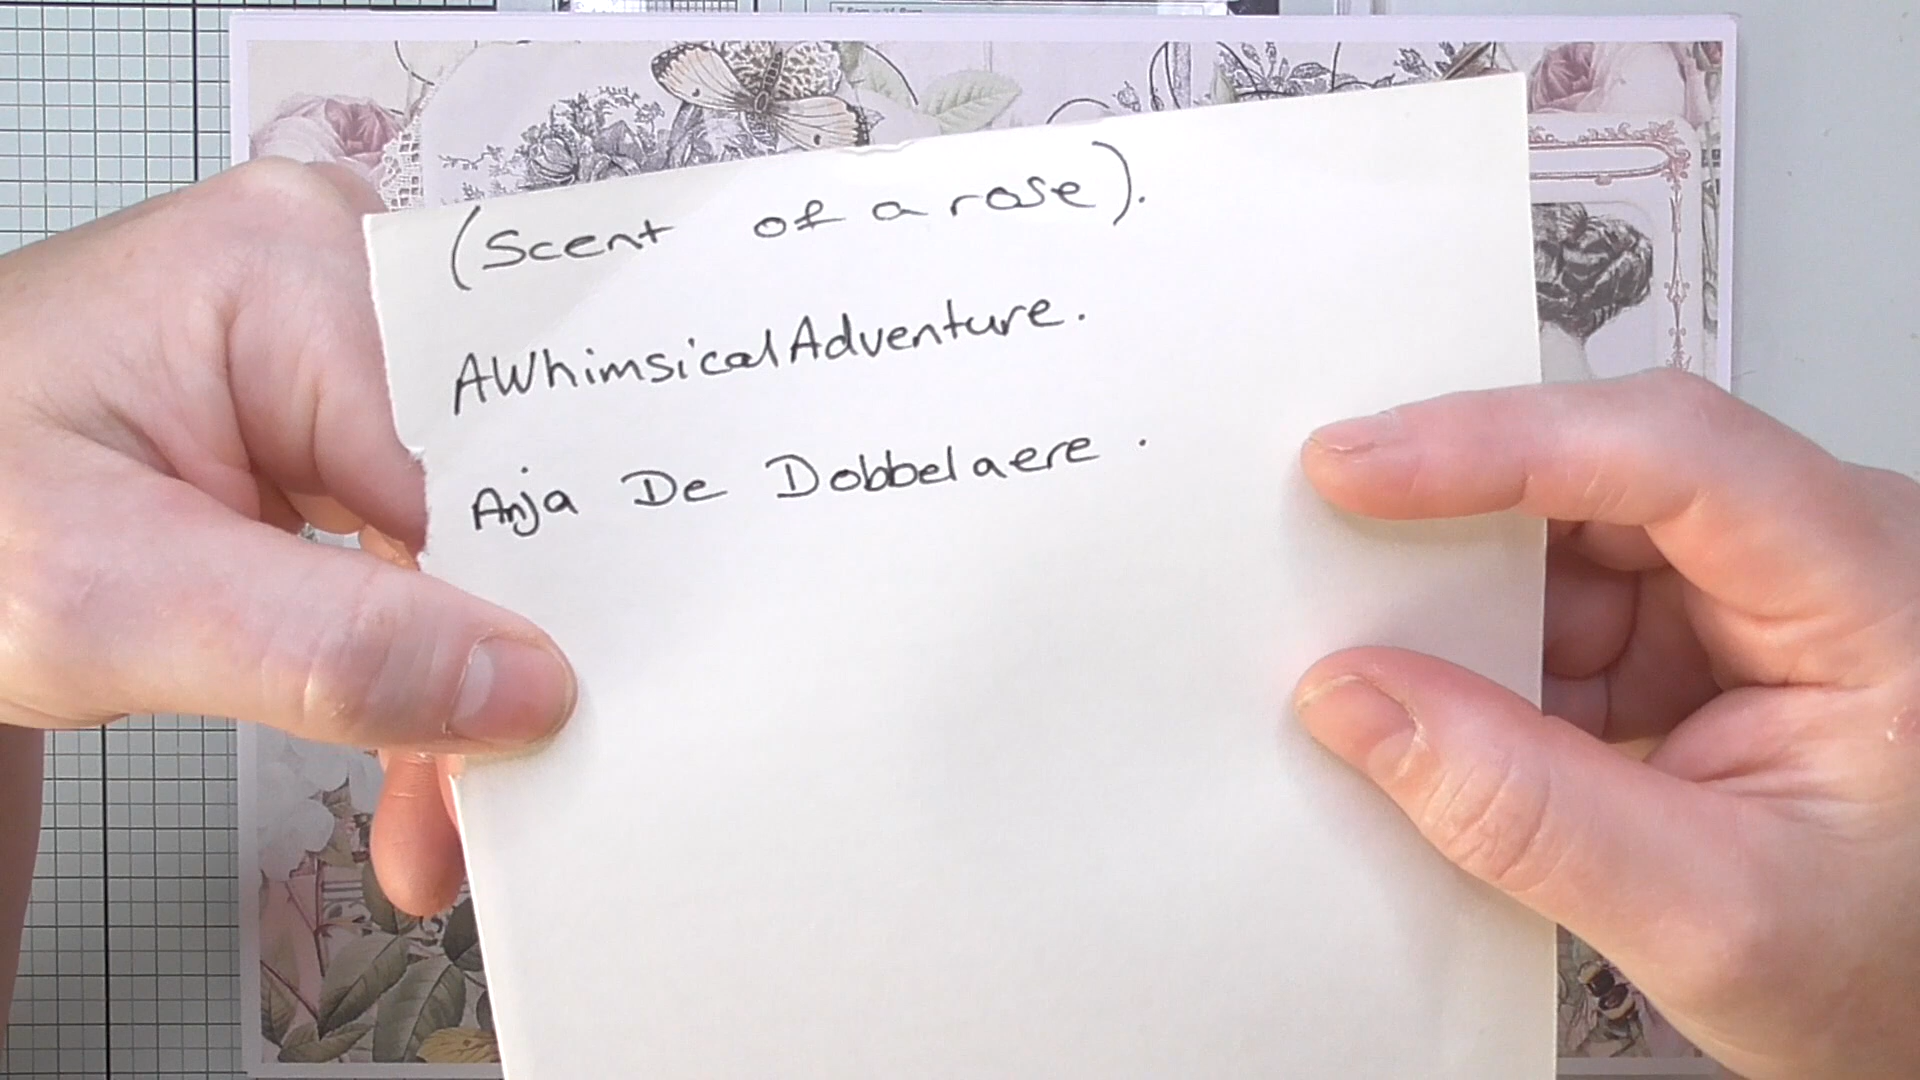 (Scent of a rose).
AWhimsicalAdventure.
Anja De Dobbelaere.